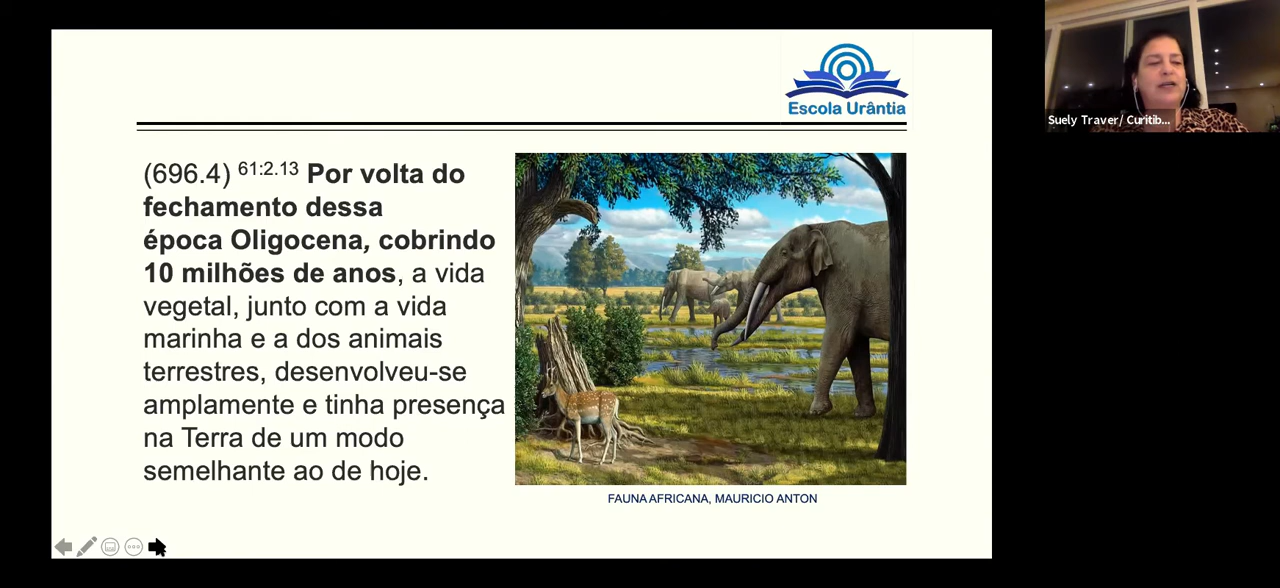 Escola Urântia
Suely Traver/ Curitib...
(696.4) 61:2.13 Por volta do
fechamento dessa
época Oligocena, cobrindo
10 milhões de anos, a vida
vegetal, junto com a vida
marinha e a dos animais
terrestres, desenvolveu-se
amplamente e tinha presença
na Terra de um modo
semelhante ao de hoje.
FAUNA AFRICANA, MAURICIO ANTON